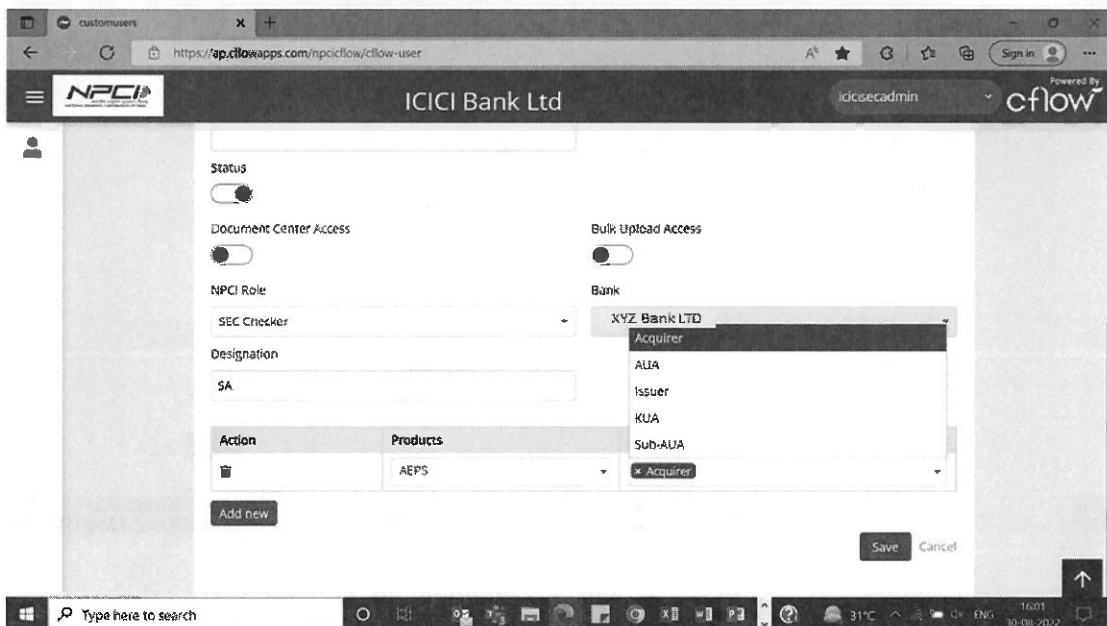 customusers
https://ap.cflowapps.com/npcicflow/cflow-user
Sign in
NPCI
ICICI Bank Ltd
icicisecadmin
Powered By
cflow
Status
Document Center Access
Bulk Upload Access
NPCI Role
Bank
SEC Checker
XYZ Bank LTD
Designation
SA
Acquirer
AUA
Issuer
KUA
Sub-AUA
Action
Products
AEPS
× Acquirer
Add new
Save
Cancel
Type here to search
31°C
ENG
16:01
30-08-2022